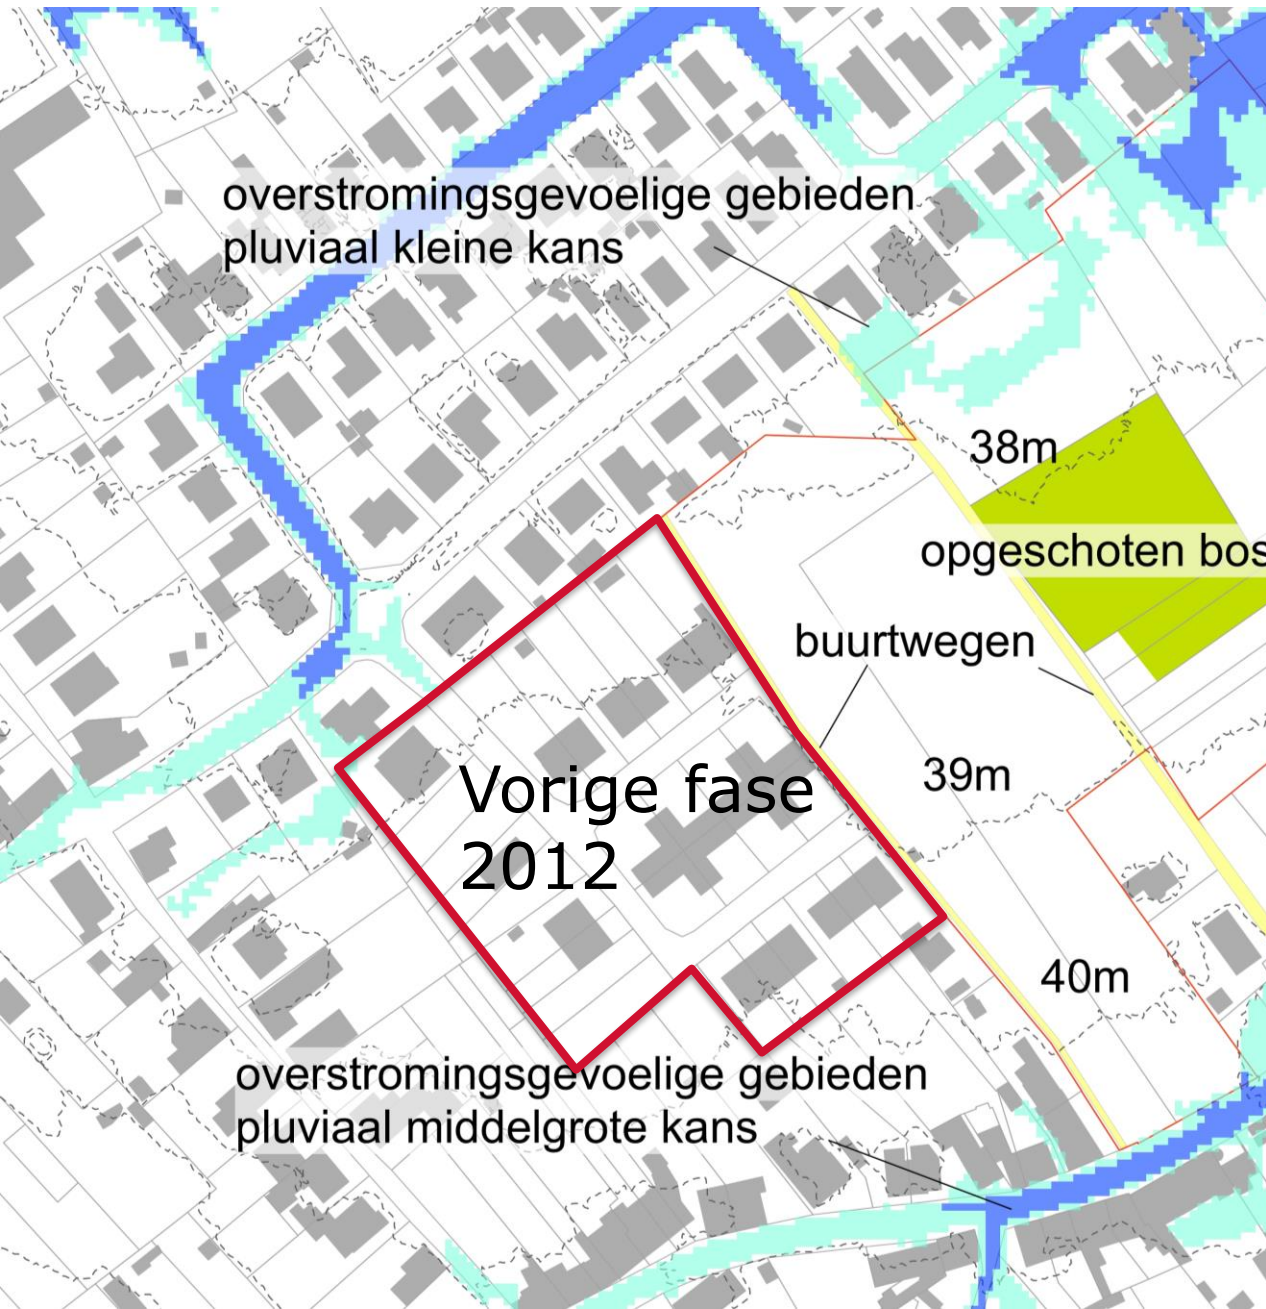 overstromingsgevoelige gebieden
pluviaal kleine kans
38m
opgeschoten bos
buurtwegen
39m
Vorige fase
2012
40m
overstromingsgevoelige gebieden
pluviaal middelgrote kans